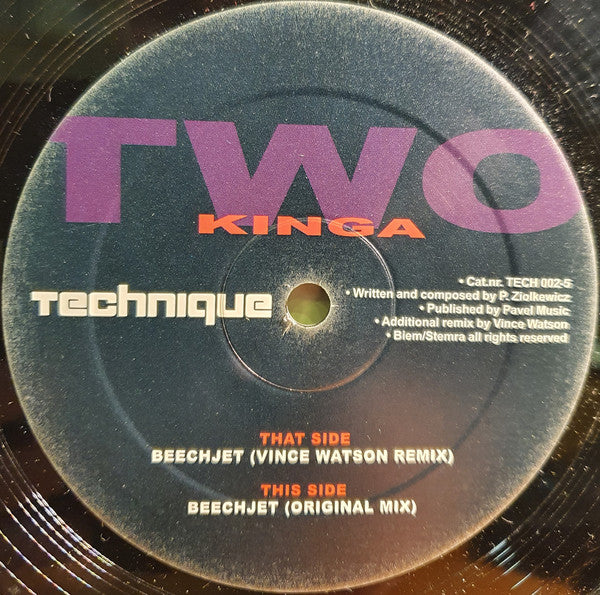 TWO
KINGA
Technique
• Cat.nr. TECH 002-5
• Written and composed by P. Ziolkewicz
• Published by Pavel Music
• Additional remix by Vince Watson
• Biem/Stemra all rights reserved
THAT SIDE
BEECHJET (VINCE WATSON REMIX)
THIS SIDE
BEECHJET (ORIGINAL MIX)